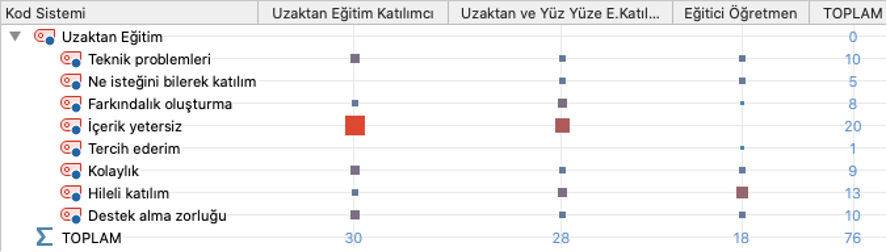 Kod Sistemi Uzaktan Eğitim Katılımcı Uzaktan ve Yüz Yüze E.Katıl... Eğitici Öğretmen TOPLAM
Uzaktan Eğitim 0
Teknik problemleri 10
Ne isteğini bilerek katılım 5
Farkındalık oluşturma 8
İçerik yetersiz 20
Tercih ederim 1
Kolaylık 9
Hileli katılım 13
Destek alma zorluğu 10
Σ TOPLAM 30 28 18 76